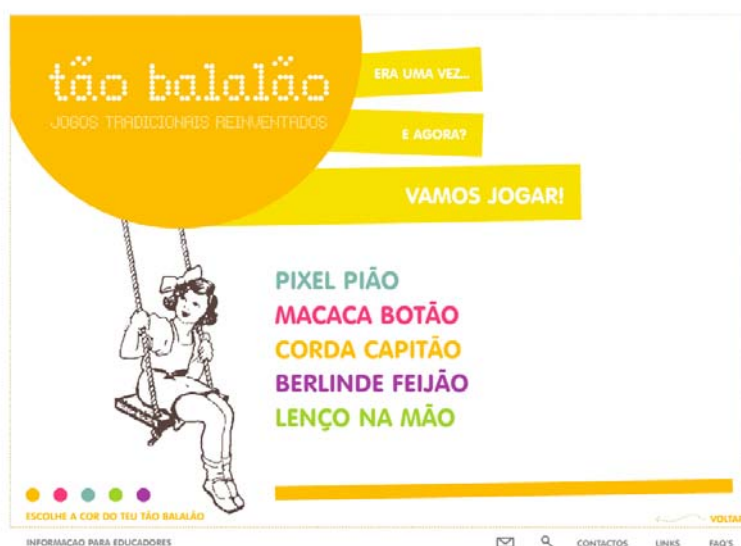 tão balalão
JOGOS TRADICIONAIS REINVENTADOS
ERA UMA VEZ...
E AGORA?
VAMOS JOGAR!
PIXEL PIÃO
MACACA BOTÃO
CORDA CAPITÃO
BERLINDE FEIJÃO
LENÇO NA MÃO
ESCOLHE A COR DO TEU TÃO BALALÃO
VOLTAR
INFORMACAO PARA EDUCADORES
CONTACTOS
LINKS
FAQ'S